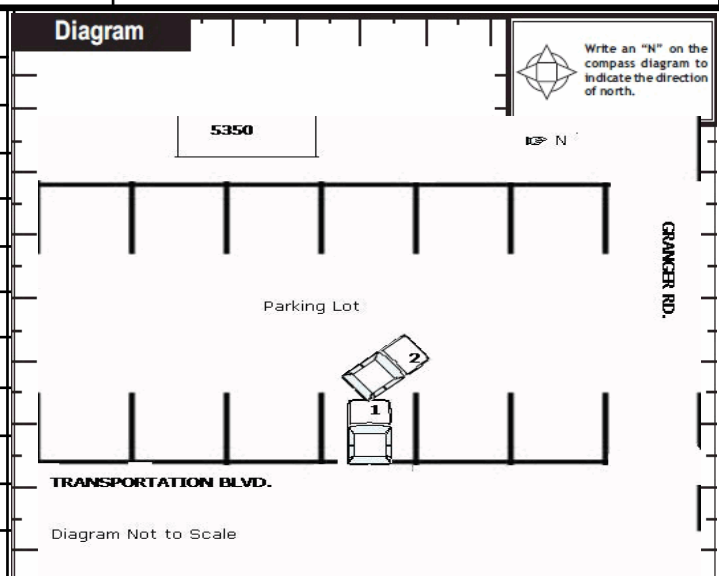 Diagram
Write an “N” on the
compass diagram to
indicate the direction
of north.
5350
N
GRANGER RD.
Parking Lot
2
1
TRANSPORTATION BLVD.
Diagram Not to Scale